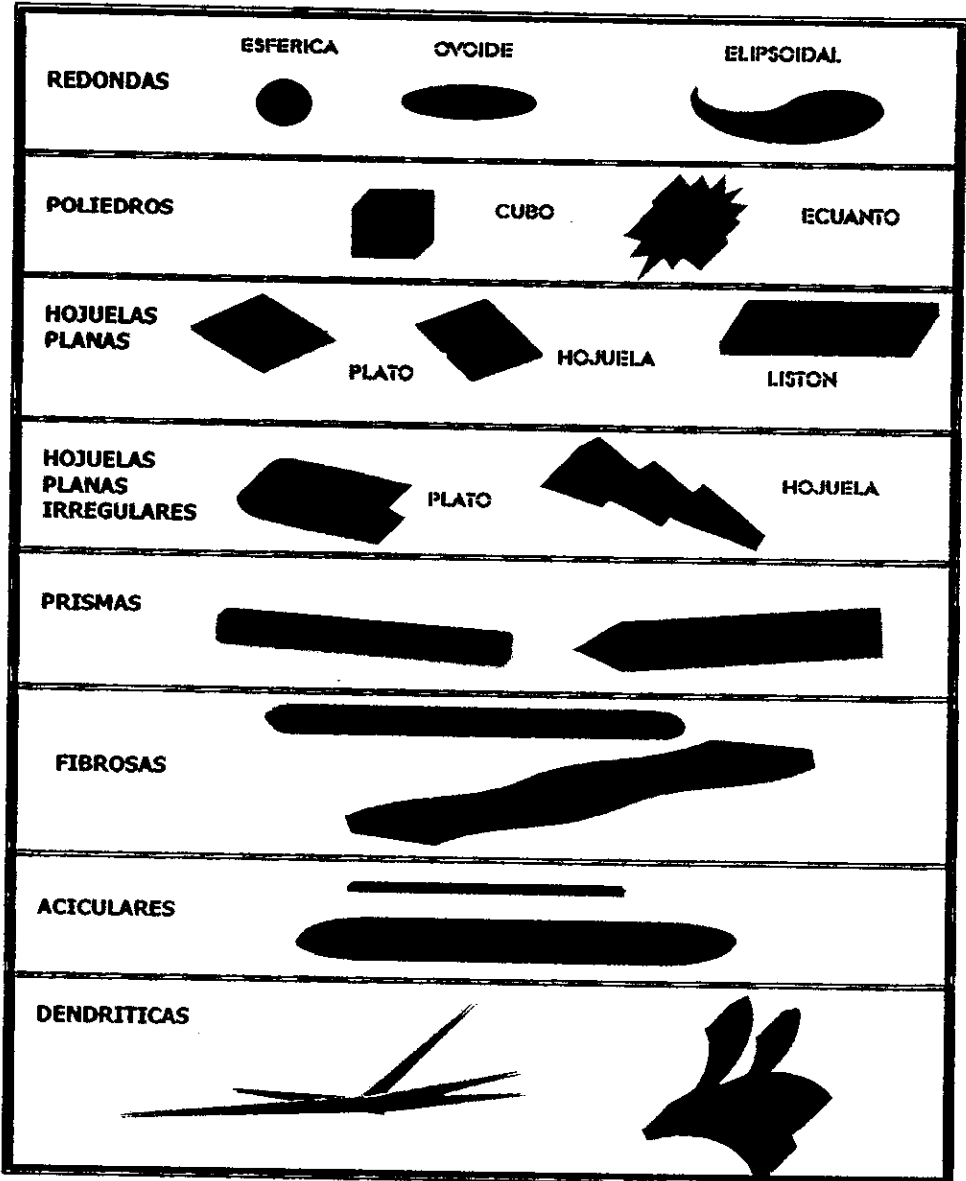 ESFERICA OVOIDE ELIPSOIDAL
REDONDAS
POLIEDROS CUBO ECUANTO
HOJUELAS
PLANAS
PLATO HOJUELA LISTON
HOJUELAS
PLANAS
IRREGULARES
PLATO HOJUELA
PRISMAS
FIBROSAS
ACICULARES
DENDRITICAS